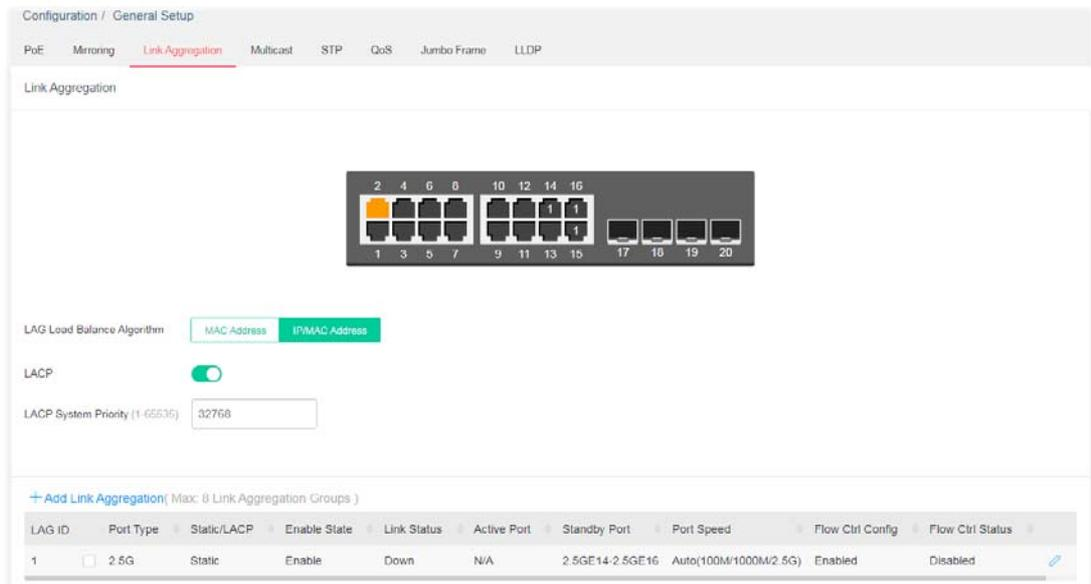 Configuration / General Setup
PoE Mirroring Link Aggregation Multicast STP QoS Jumbo Frame LLDP
Link Aggregation
2 4 6 8 10 12 14 16
1 1
1
1 3 5 7 9 11 13 15 17 18 19 20
LAG Load Balance Algorithm MAC Address IP/MAC Address
LACP
LACP System Priority (1-65535) 32768
+Add Link Aggregation( Max: 8 Link Aggregation Groups )
LAG ID Port Type Static/LACP Enable State Link Status Active Port Standby Port Port Speed Flow Ctrl Config Flow Ctrl Status
1 2.5G Static Enable Down N/A 2.5GE14-2.5GE16 Auto(100M/1000M/2.5G) Enabled Disabled